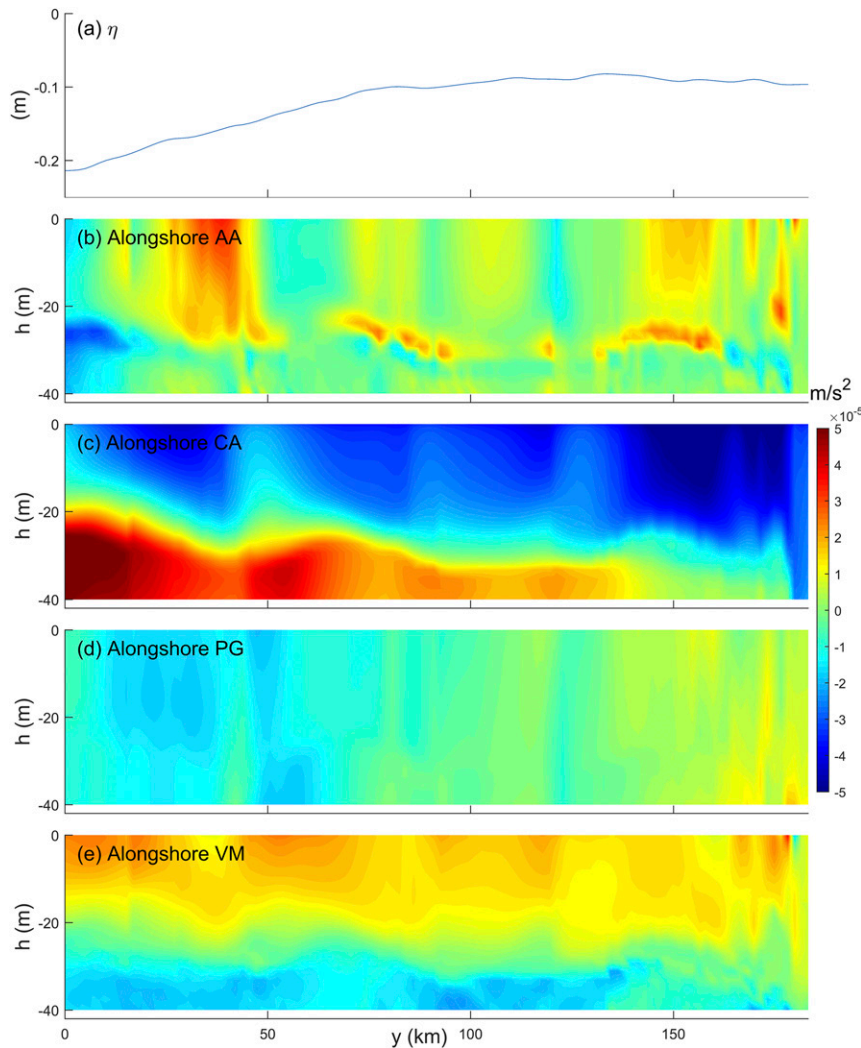 0
(a) η
-0.1
(m)
-0.2
0
(b) Alongshore AA
h (m)
-20
-40
m/s²
×10⁻⁵
0
(c) Alongshore CA
h (m)
-20
-40
5
4
3
2
1
0
-1
-2
-3
-4
-5
0
(d) Alongshore PG
h (m)
-20
-40
0
(e) Alongshore VM
h (m)
-20
-40
0 50 100 150
y (km)